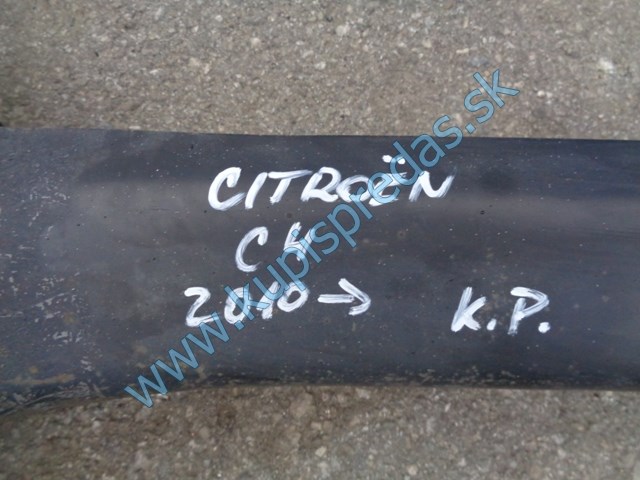 CITROËN
C4
2010→ K.P.
www.kupispredas.sk